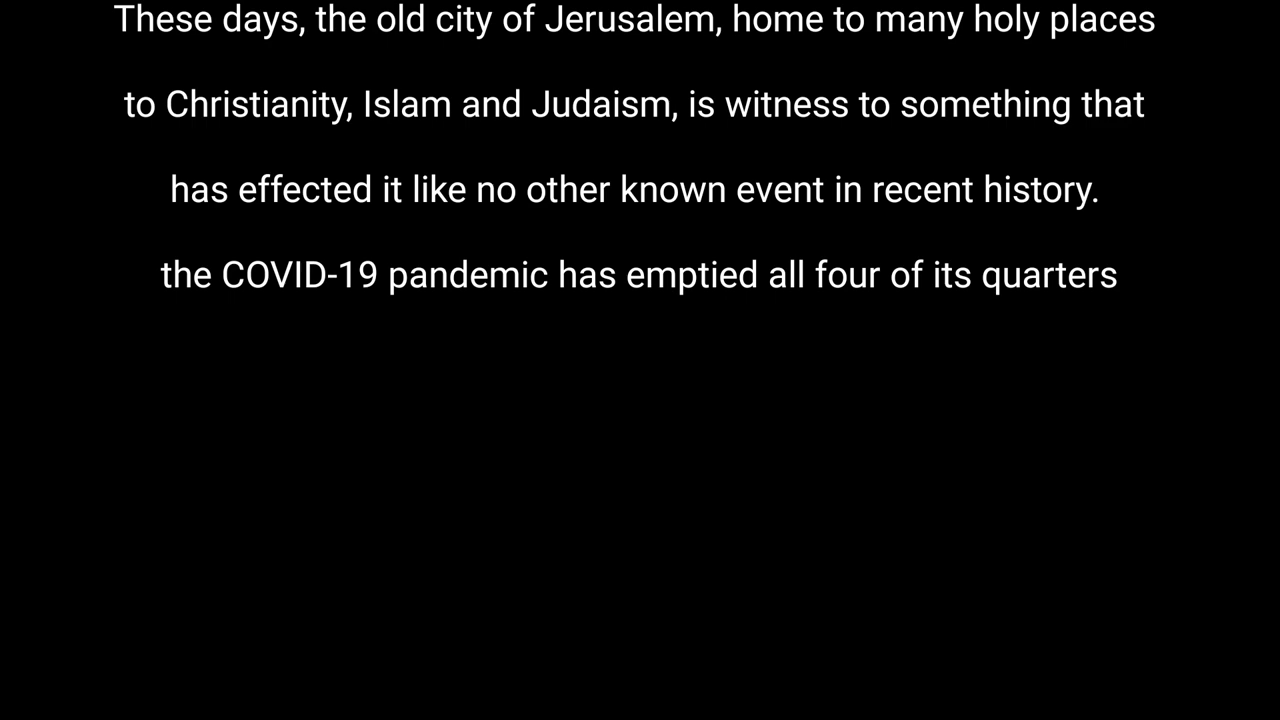 These days, the old city of Jerusalem, home to many holy places
to Christianity, Islam and Judaism, is witness to something that
has effected it like no other known event in recent history.
the COVID-19 pandemic has emptied all four of its quarters